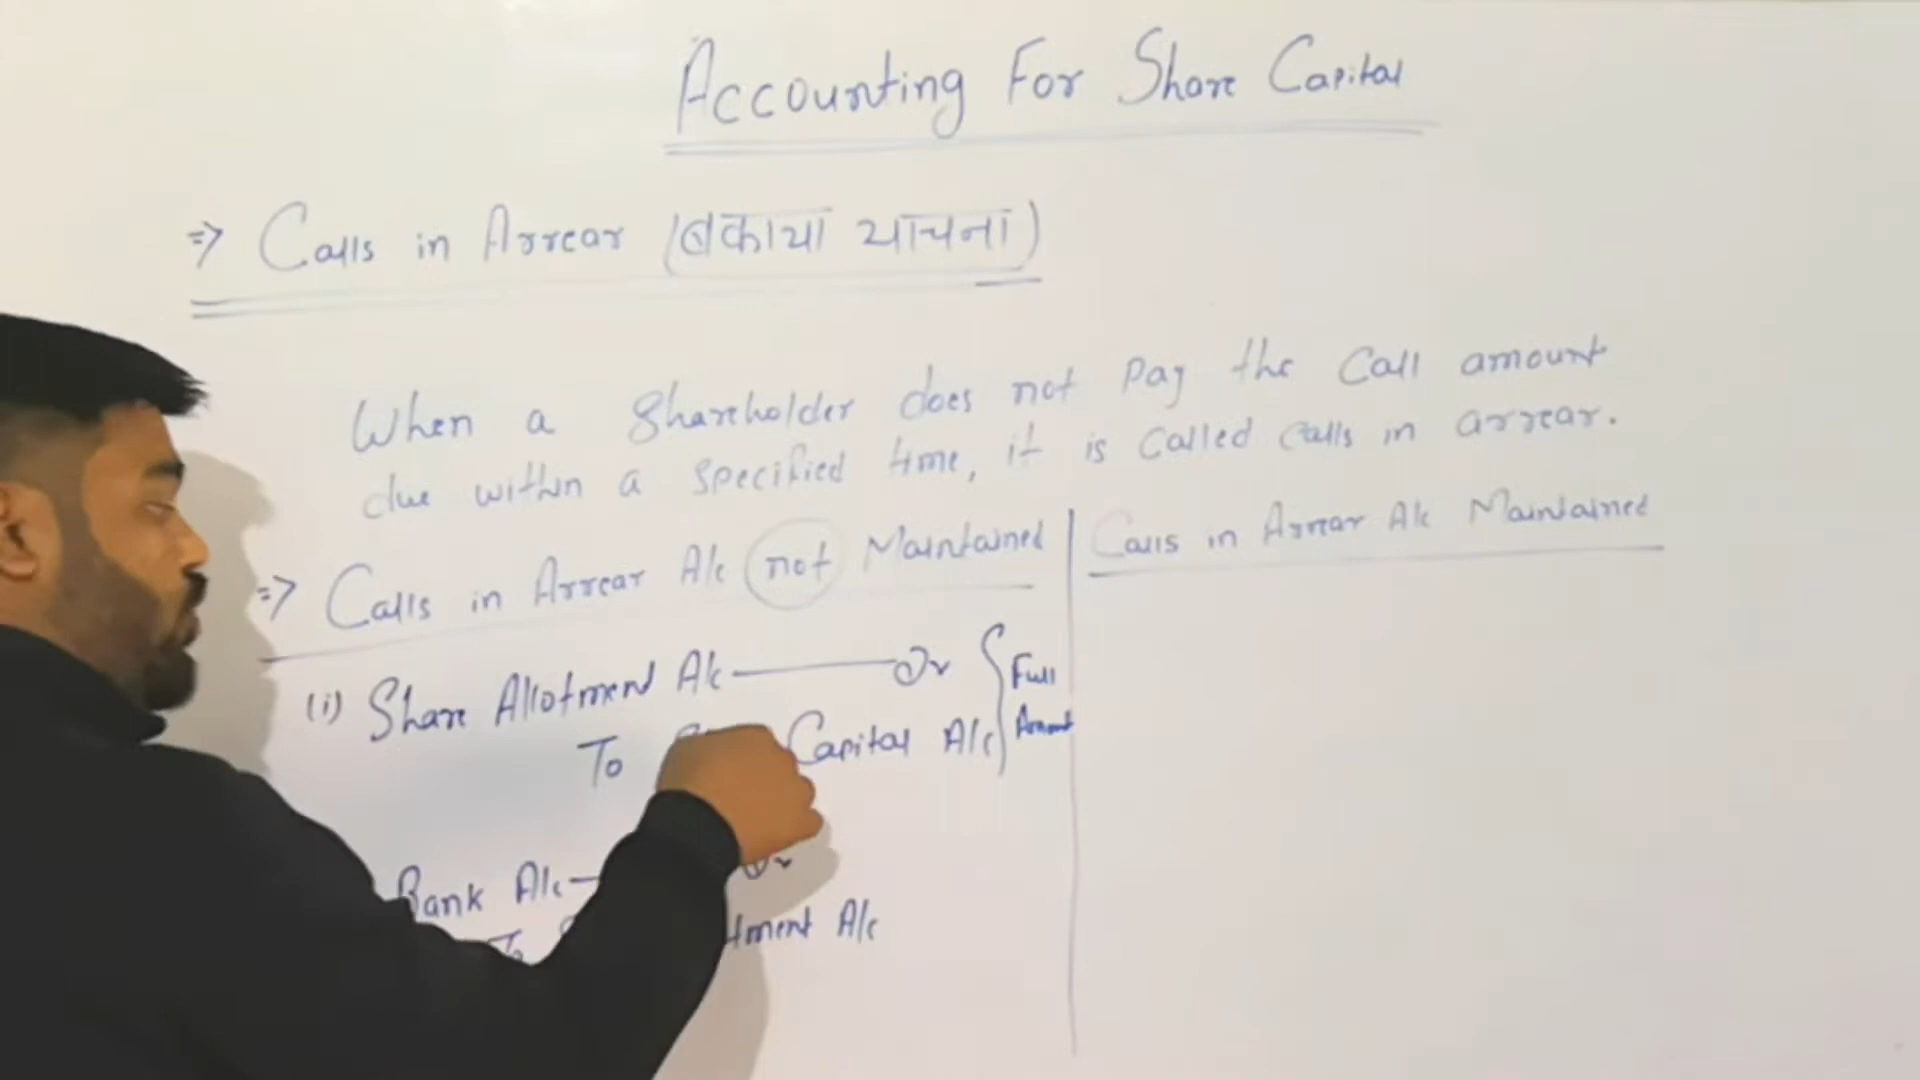 Accounting For Share Capital
=> Calls in Arrear (बकाया याचना)
When a Shareholder does not Pay the Call amount
due within a specified time, it is called calls in arrear.
=> Calls in Arrear A/c not Maintained
(i) Share Allotment A/c ——— Dr
To Capital A/c
Full
Amount
Bank A/c — Dr
To A/c
Calls in Arrear A/c Maintained